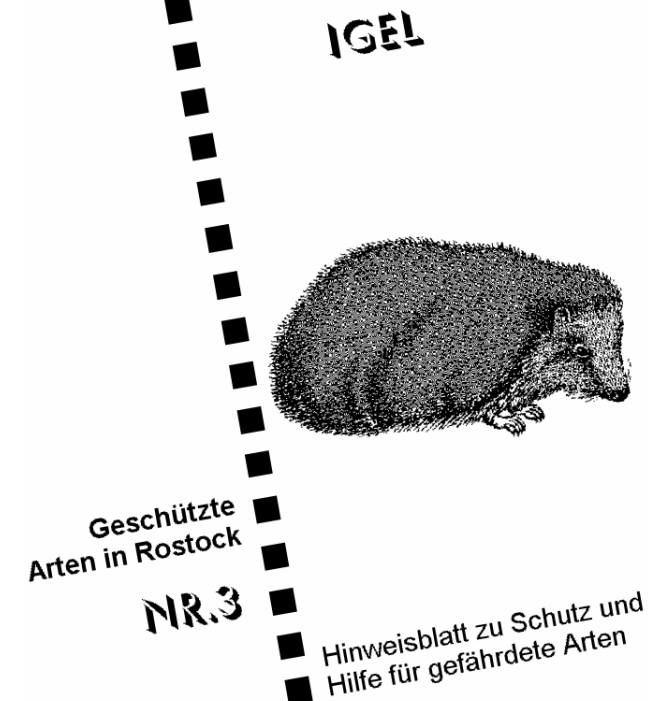 IGEL
Geschützte
Arten in Rostock
NR.3
Hinweisblatt zu Schutz und
Hilfe für gefährdete Arten